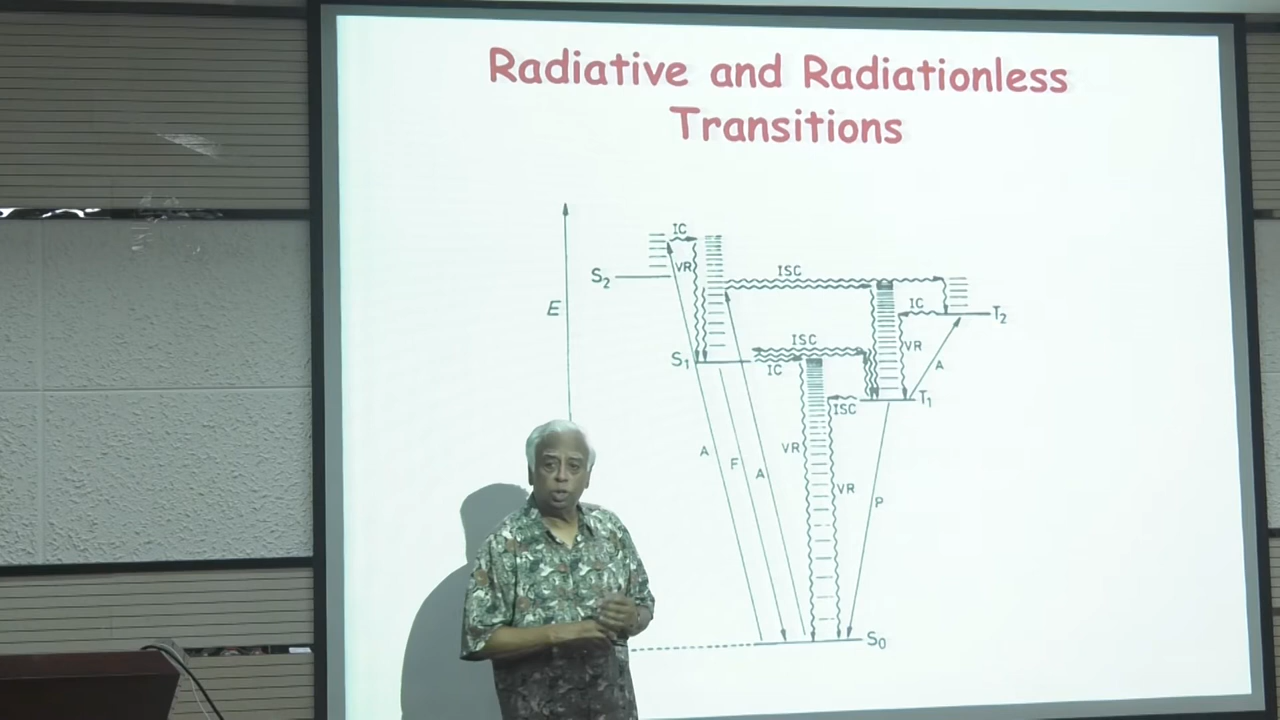 Radiative and Radiationless
Transitions
IC
VR
S₂
ISC
E
IC
T₂
ISC
VR
S₁
IC
A
T₁
ISC
A
F
A
VR
VR
P
S₀